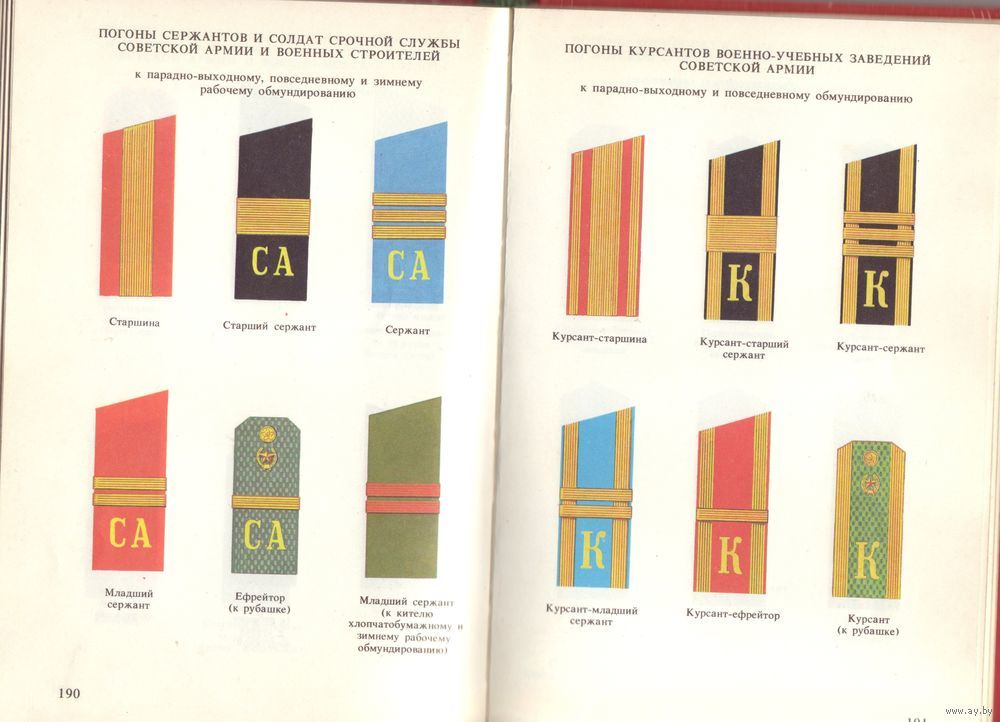 ПОГОНЫ СЕРЖАНТОВ И СОЛДАТ СРОЧНОЙ СЛУЖБЫ
СОВЕТСКОЙ АРМИИ И ВОЕННЫХ СТРОИТЕЛЕЙ
к парадно-выходному, повседневному и зимнему
рабочему обмундированию
СА
СА
Старшина
Старший сержант
Сержант
СА
СА
Младший
сержант
Ефрейтор
(к рубашке)
Младший сержант
(к кителю
хлопчатобумажному и
зимнему рабочему
обмундированию)
190
ПОГОНЫ КУРСАНТОВ ВОЕННО-УЧЕБНЫХ ЗАВЕДЕНИЙ
СОВЕТСКОЙ АРМИИ
к парадно-выходному и повседневному обмундированию
К
К
Курсант-старшина
Курсант-старший
сержант
Курсант-сержант
К
К
К
Курсант-младший
сержант
Курсант-ефрейтор
Курсант
(к рубашке)
www.ay.by